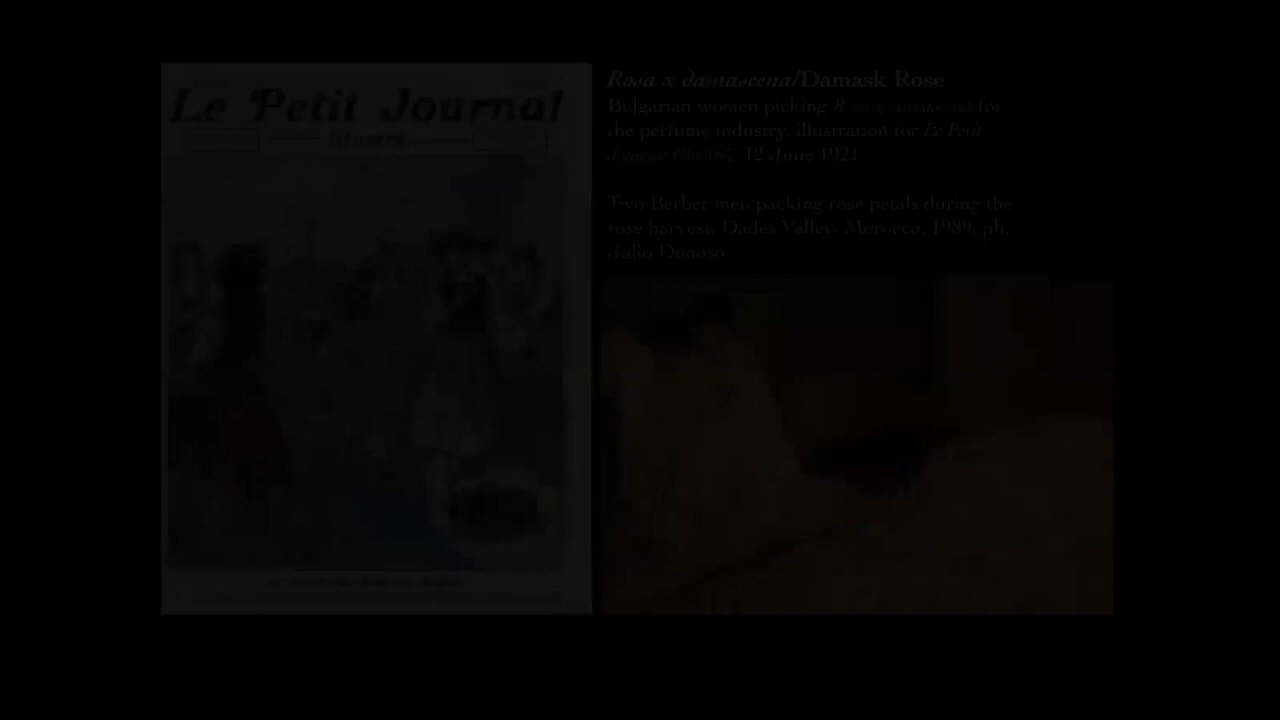 Le Petit Journal
Illustré
Rosa x damascena/Damask Rose
Bulgarian women picking Rosa x damascena for
the perfume industry, illustration for Le Petit
Journal Illustré, 12 June 1921
Two Berber men packing rose petals during the
rose harvest, Dades Valley, Morocco, 1989, ph.
Julio Donoso